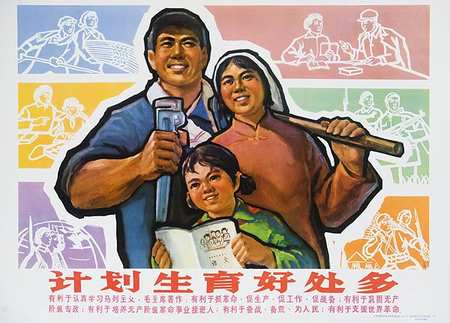 语文
计划生育好处多
有利于认真学习马列主义、毛主席著作；有利于抓革命、促生产、促工作、促战备；有利于巩固无产
阶级专政；有利于培养无产阶级革命事业接班人；有利于备战、备荒、为人民；有利于支援世界革命。